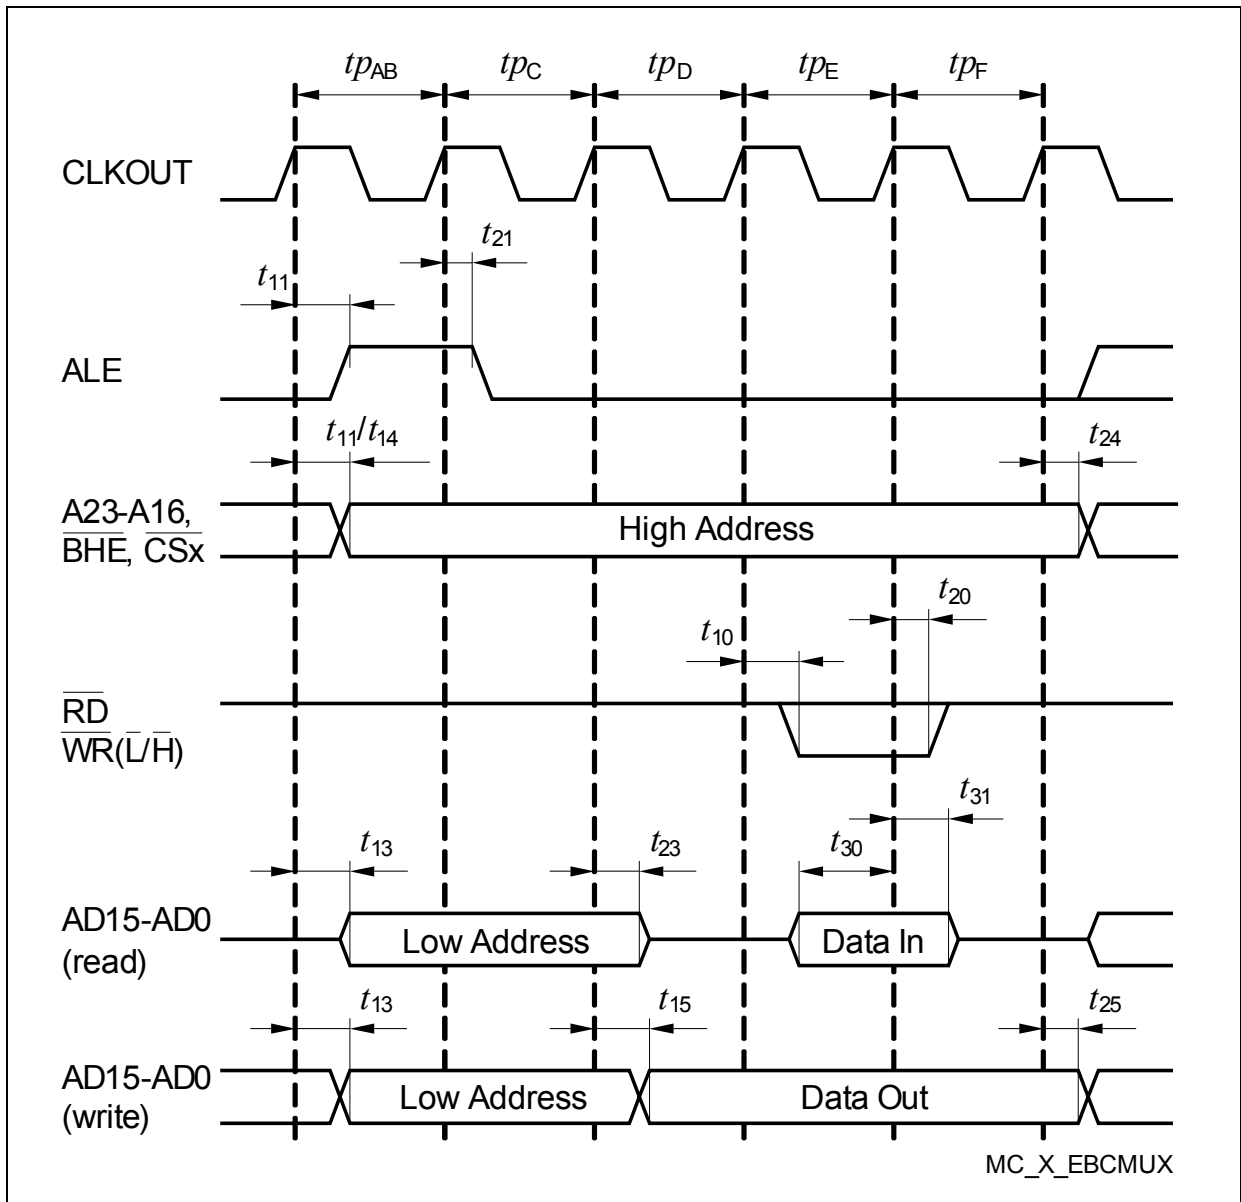 tpAB tpC tpD tpE tpF
CLKOUT
t21
t11
ALE
t11/t14 t24
A23-A16,
BHE, CSx
High Address
t20
t10
RD
WR(L/H)
t31
t13 t23 t30
AD15-AD0
(read)
Low Address Data In
t13 t15 t25
AD15-AD0
(write)
Low Address Data Out
MC_X_EBCMUX